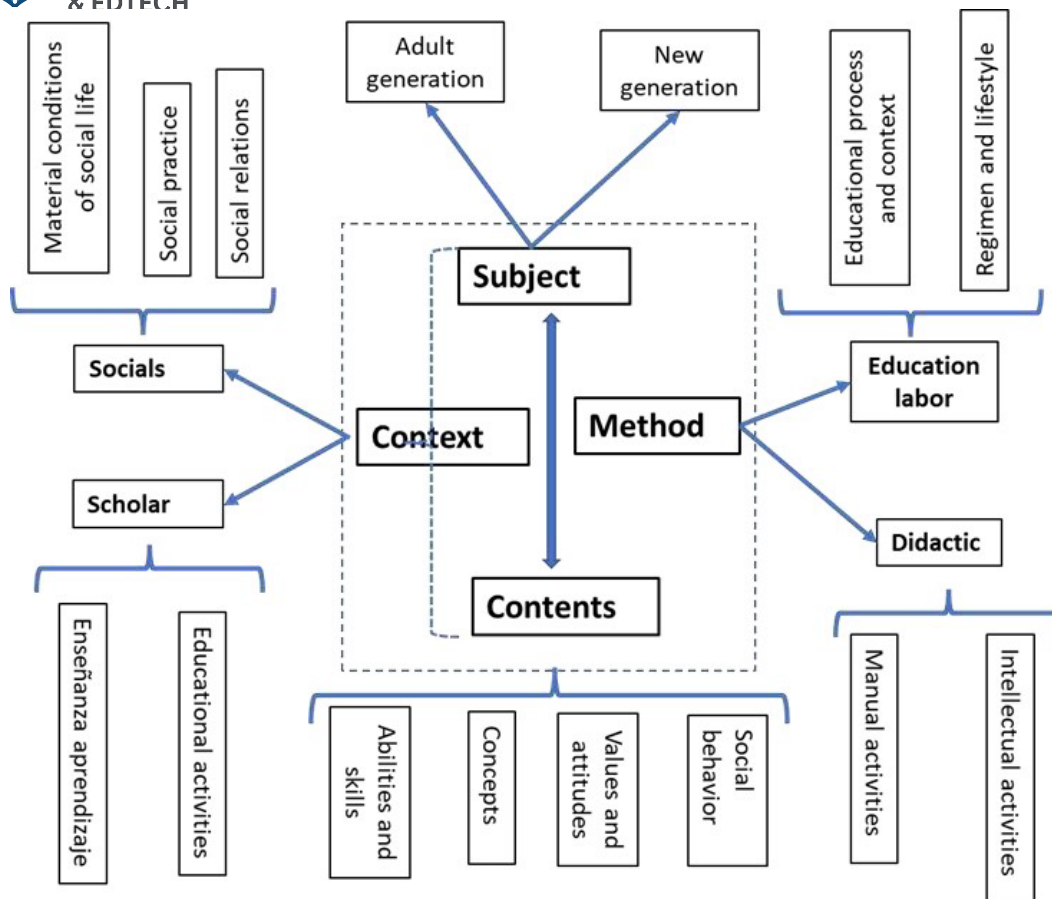 & EDTECH
Material conditions
of social life
Social practice
Social relations
Adult
generation
New
generation
Educational process
and context
Regimen and lifestyle
Subject
Socials
Education
labor
Context
Method
Scholar
Didactic
Contents
Enseñanza aprendizaje
Educational activities
Abilities and
skills
Concepts
Values and
attitudes
Social
behavior
Manual activities
Intellectual activities